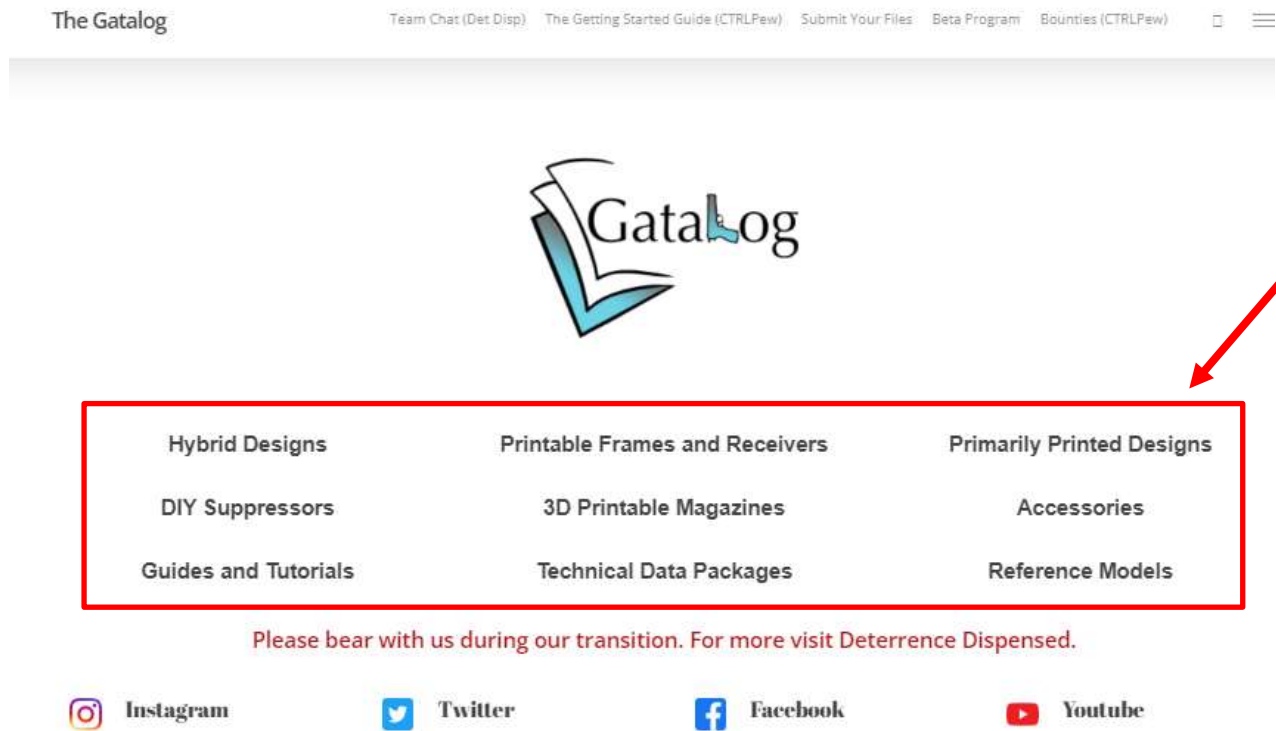 The Gatalog Team Chat (Det Disp) The Getting Started Guide (CTRLPew) Submit Your Files Beta Program Bounties (CTRLPew)
GataLog
Hybrid Designs Printable Frames and Receivers Primarily Printed Designs
DIY Suppressors 3D Printable Magazines Accessories
Guides and Tutorials Technical Data Packages Reference Models
Please bear with us during our transition. For more visit Deterrence Dispensed.
Instagram Twitter Facebook Youtube